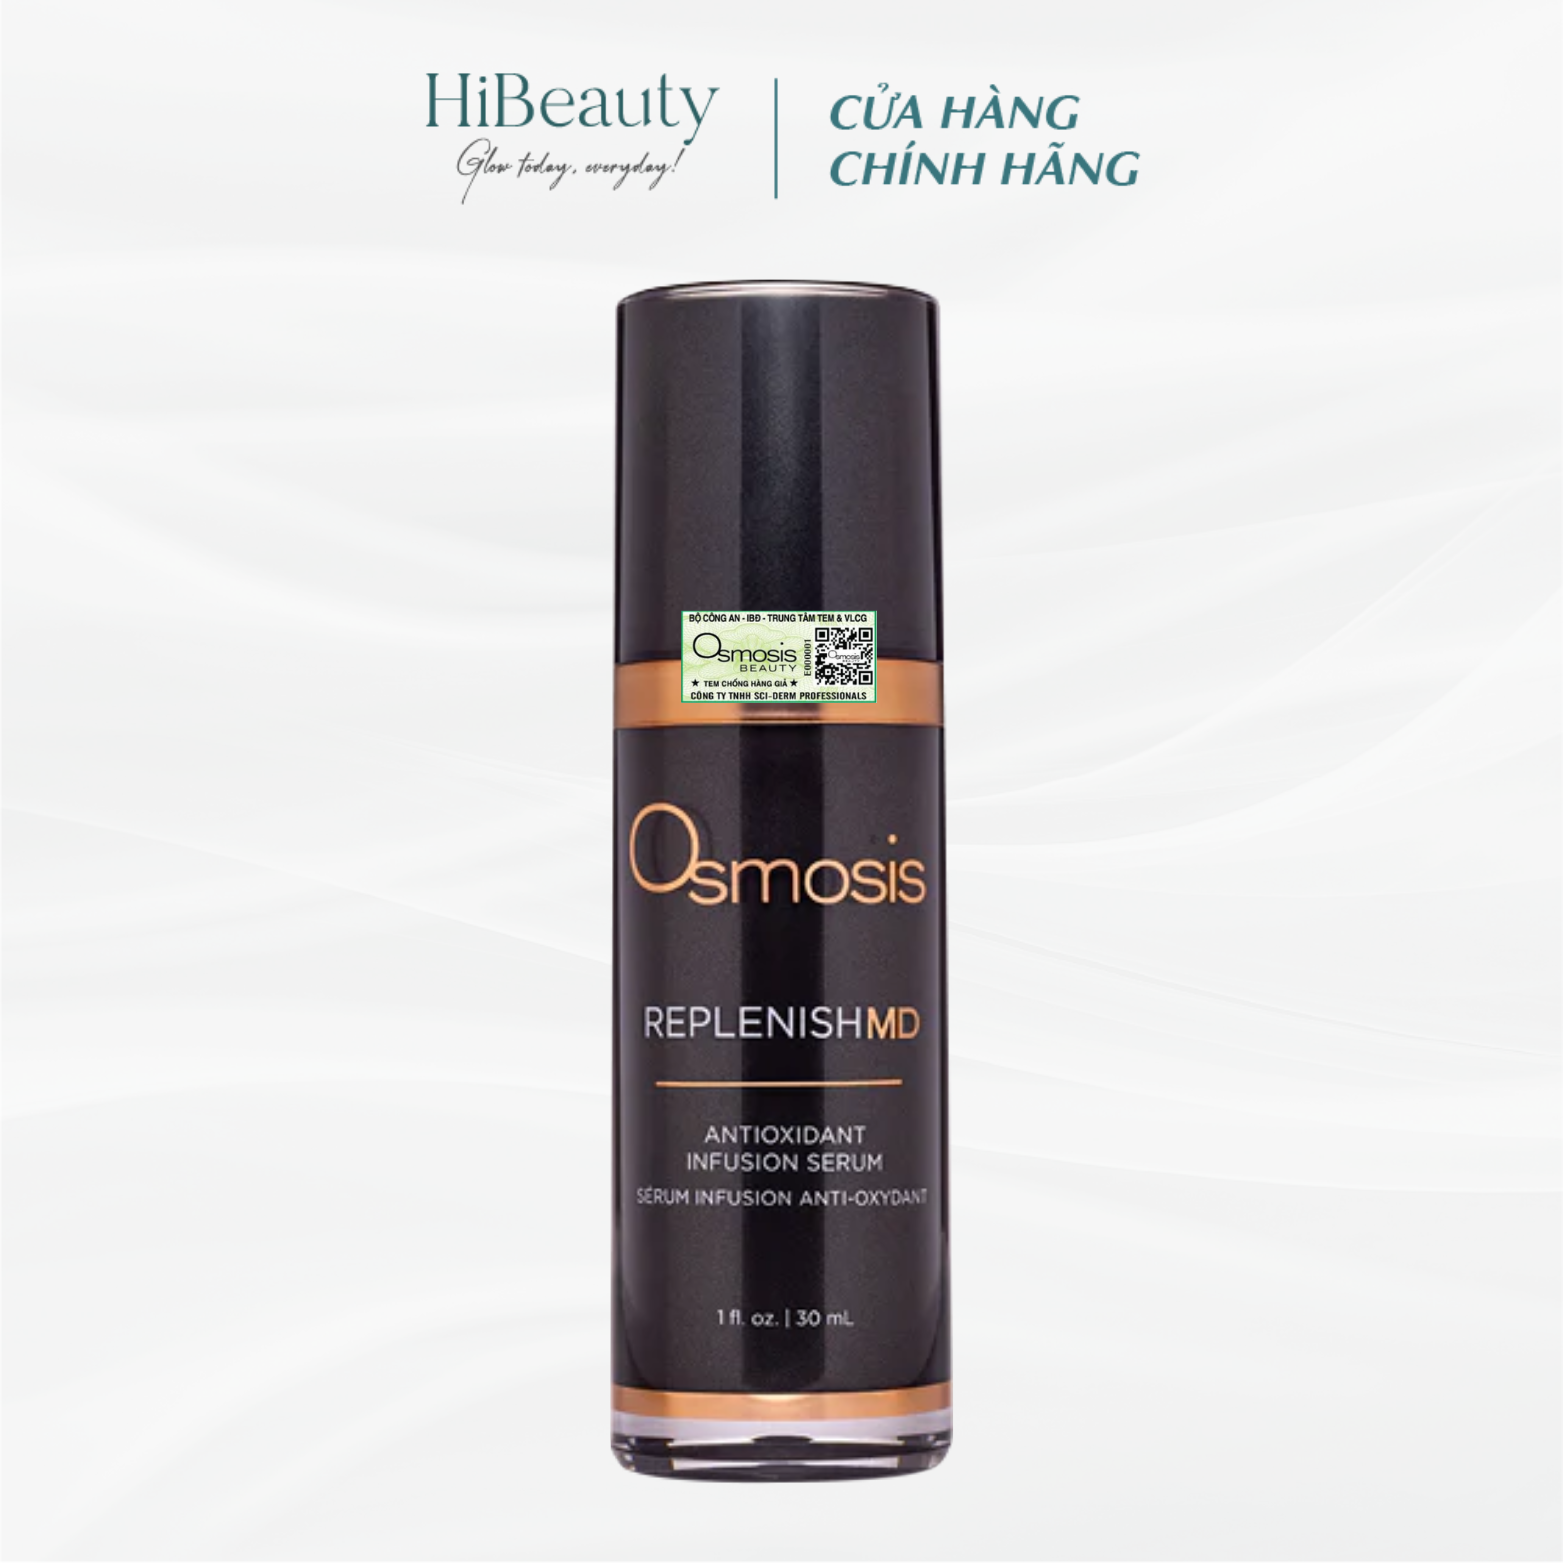 HiBeauty
Glow today, everyday!
CỬA HÀNG
CHÍNH HÃNG
BỘ CÔNG AN - IBĐ - TRUNG TÂM TEM & VLCG
Osmosis
BEAUTY
E000001
Osmosis
★ TEM CHỐNG HÀNG GIẢ ★
CÔNG TY TNHH SCI-DERM PROFESSIONALS
Osmosis
REPLENISHMD
ANTIOXIDANT
INFUSION SERUM
SÉRUM INFUSION ANTI-OXYDANT
1 fl. oz. | 30 mL